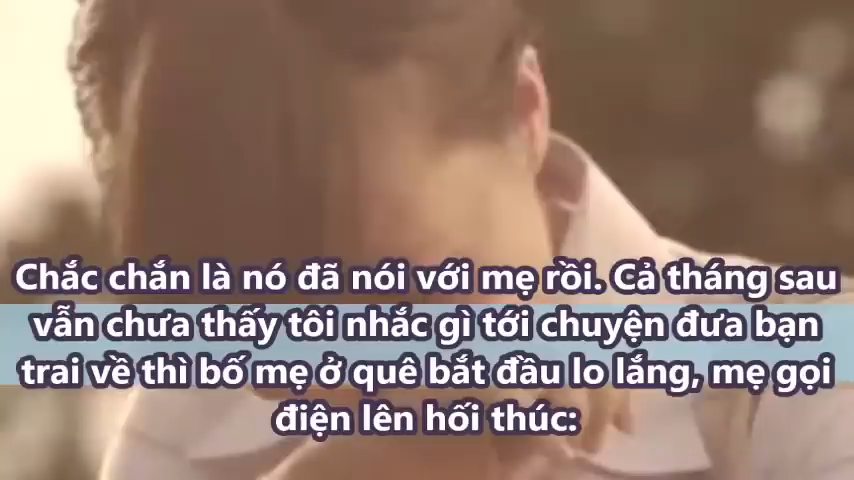 Chắc chắn là nó đã nói với mẹ rồi. Cả tháng sau
vẫn chưa thấy tôi nhắc gì tới chuyện đưa bạn
trai về thì bố mẹ ở quê bắt đầu lo lắng, mẹ gọi
điện lên hối thúc: